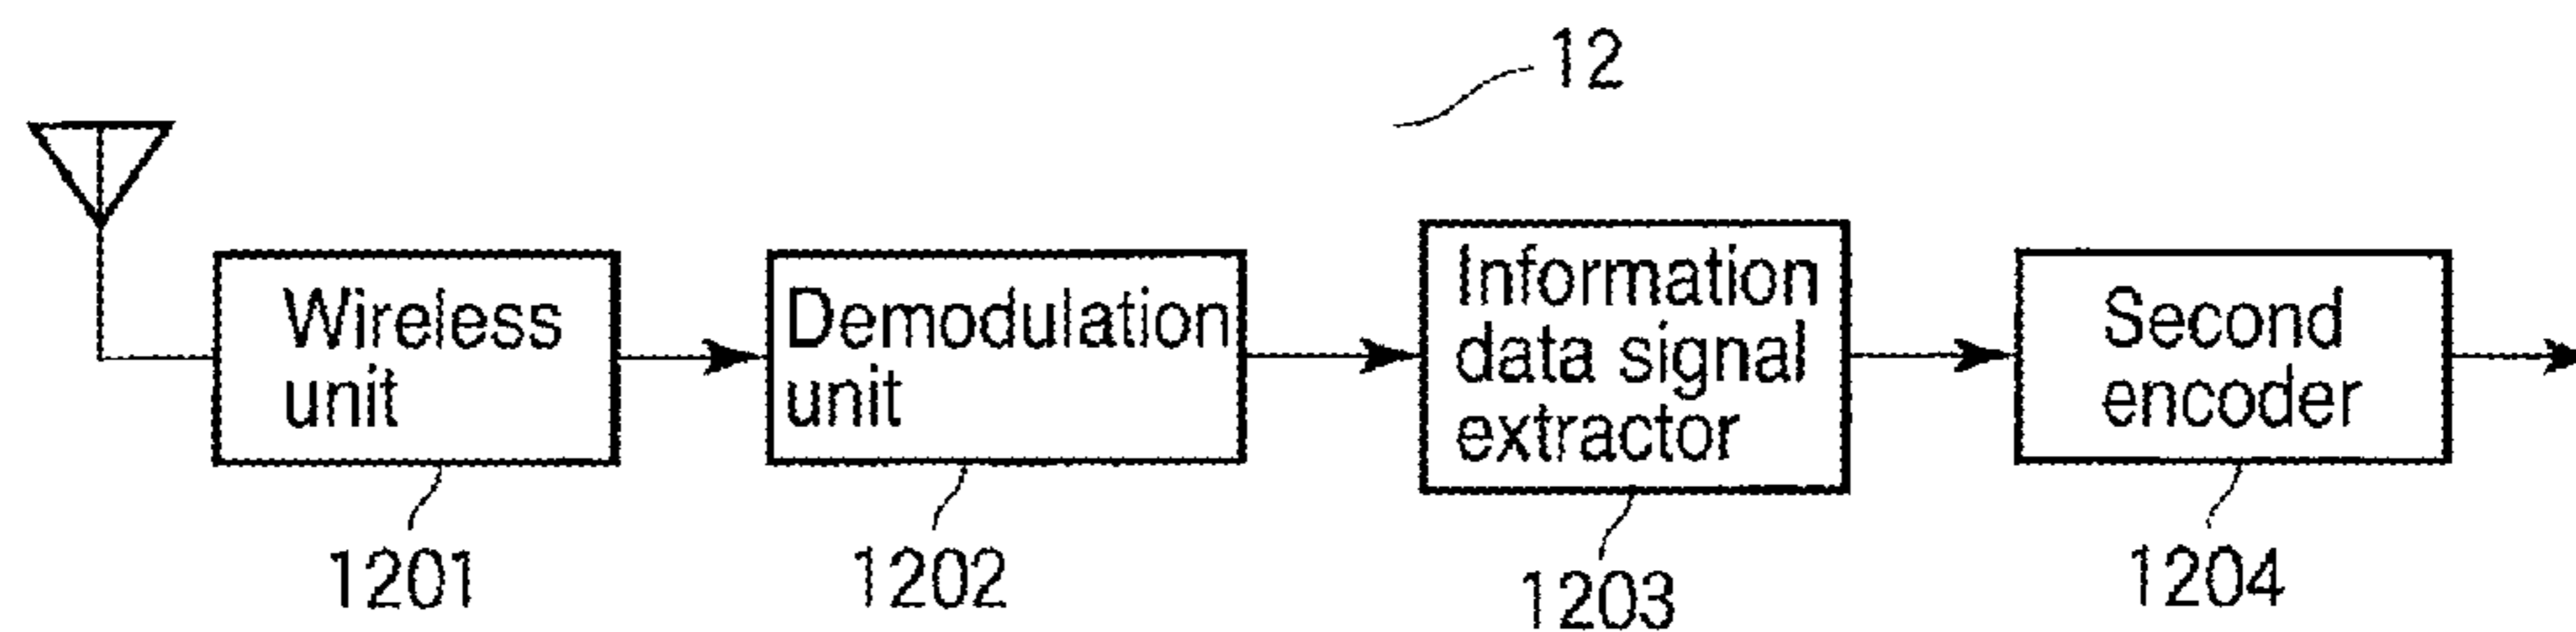 12
Wireless
unit
Demodulation
unit
Information
data signal
extractor
Second
encoder
1201
1202
1203
1204